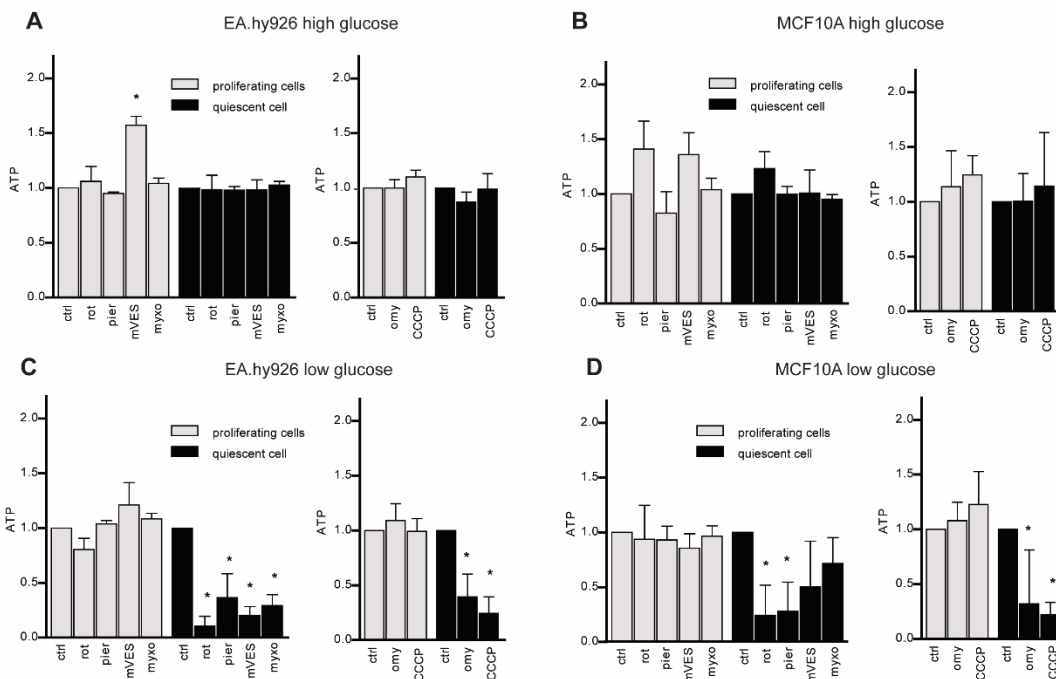 A
EA.hy926 high glucose
ATP
2.0
1.5
1.0
0.5
0.0
proliferating cells
quiescent cell
*
ctrl
rot
pier
mVES
myxo
ctrl
rot
pier
mVES
myxo
ATP
2.0
1.5
1.0
0.5
0.0
ctrl
omy
CCCP
ctrl
omy
CCCP
B
MCF10A high glucose
ATP
2.0
1.5
1.0
0.5
0.0
proliferating cells
quiescent cell
ctrl
rot
pier
mVES
myxo
ctrl
rot
pier
mVES
myxo
ATP
2.0
1.5
1.0
0.5
0.0
ctrl
omy
CCCP
ctrl
omy
CCCP
C
EA.hy926 low glucose
ATP
2.0
1.5
1.0
0.5
0.0
proliferating cells
quiescent cell
*
*
*
*
ctrl
rot
pier
mVES
myxo
ctrl
rot
pier
mVES
myxo
ATP
2.0
1.5
1.0
0.5
0.0
*
*
ctrl
omy
CCCP
ctrl
omy
CCCP
D
MCF10A low glucose
ATP
2.0
1.5
1.0
0.5
0.0
proliferating cells
quiescent cell
*
*
ctrl
rot
pier
mVES
myxo
ctrl
rot
pier
mVES
myxo
ATP
2.0
1.5
1.0
0.5
0.0
*
*
ctrl
omy
CCCP
ctrl
omy
CCCP